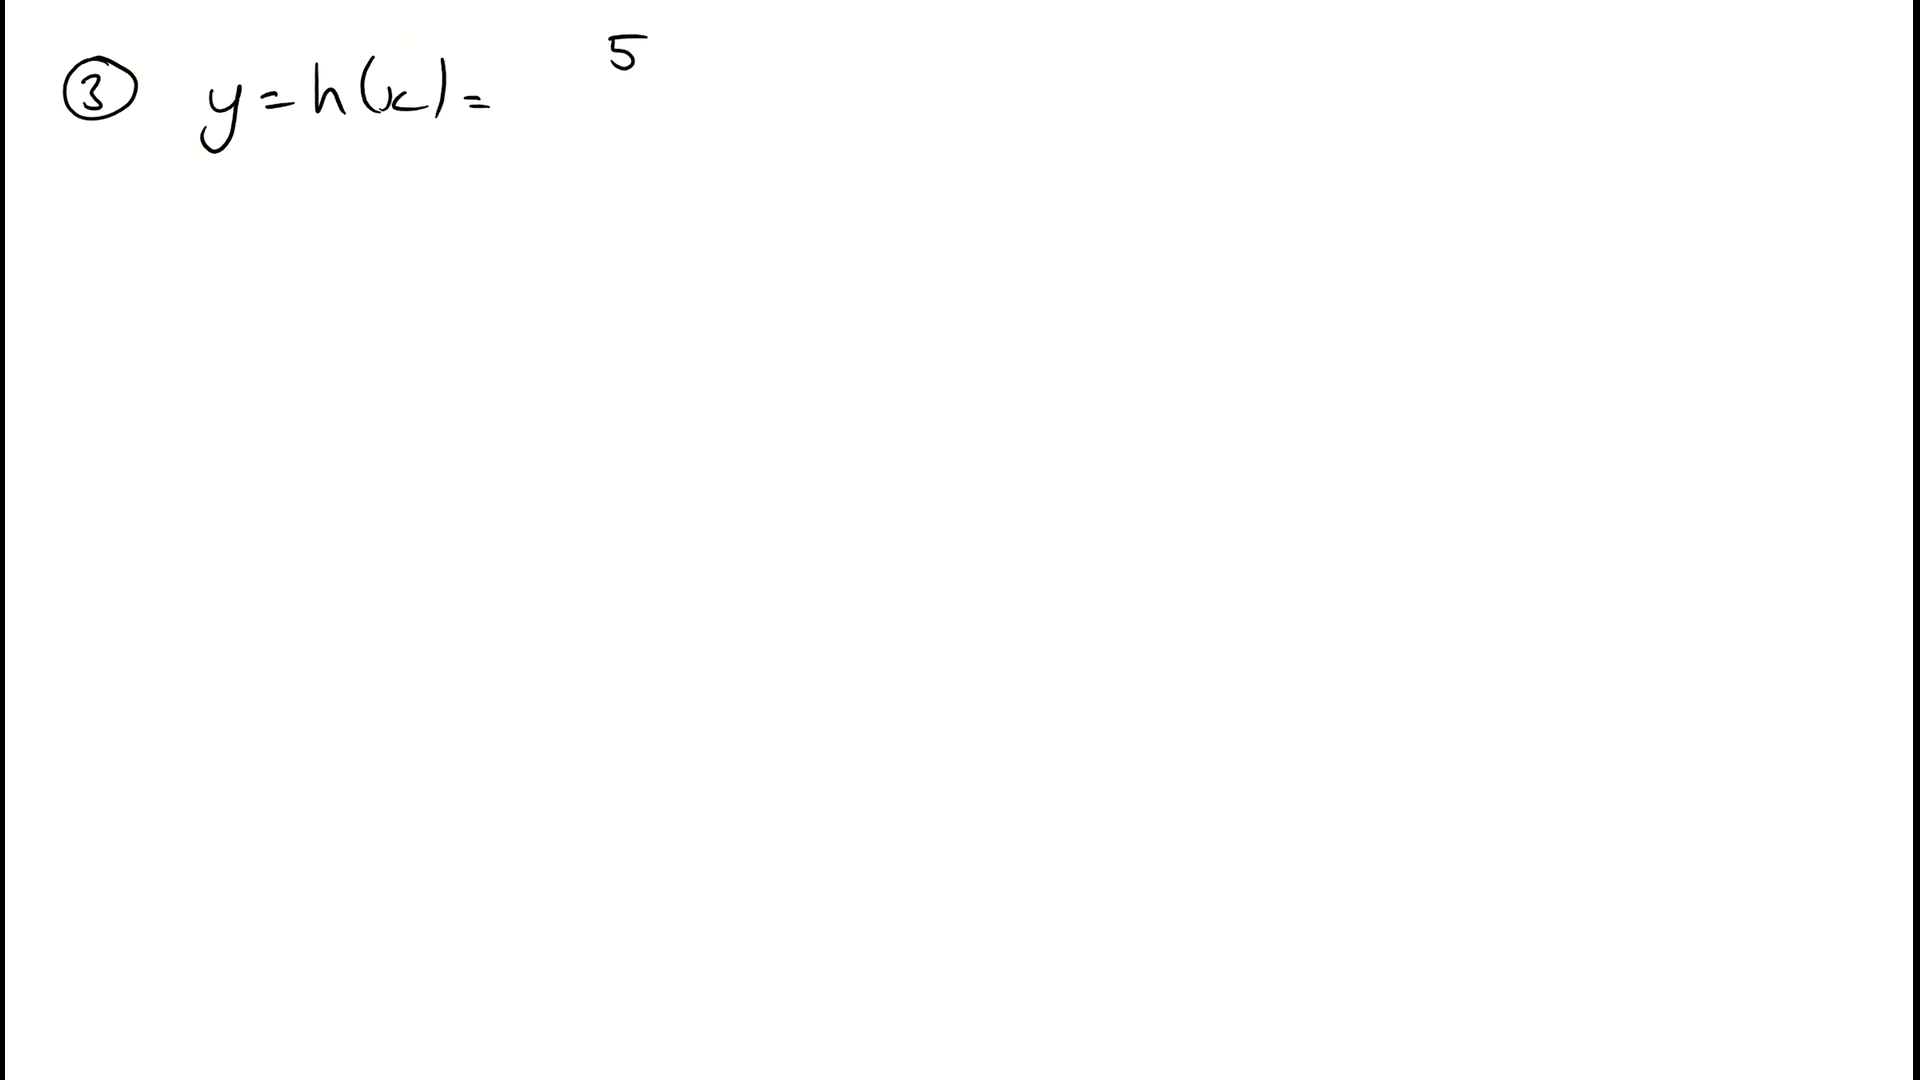 ③ y = h(x) = 5